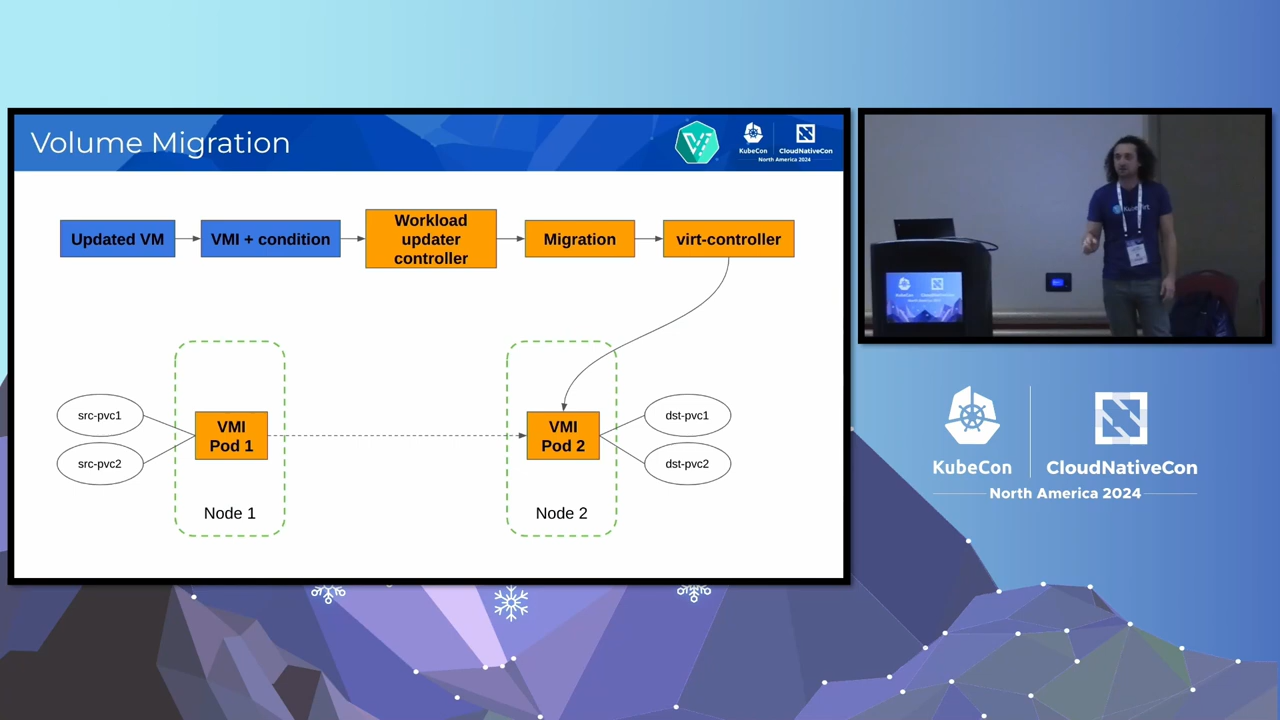 Volume Migration
KubeCon
CloudNativeCon
North America 2024
Updated VM
VMI + condition
Workload
updater
controller
Migration
virt-controller
src-pvc1
src-pvc2
VMI
Pod 1
Node 1
VMI
Pod 2
Node 2
dst-pvc1
dst-pvc2
KubeVirt
KubeCon
CloudNativeCon
North America 2024